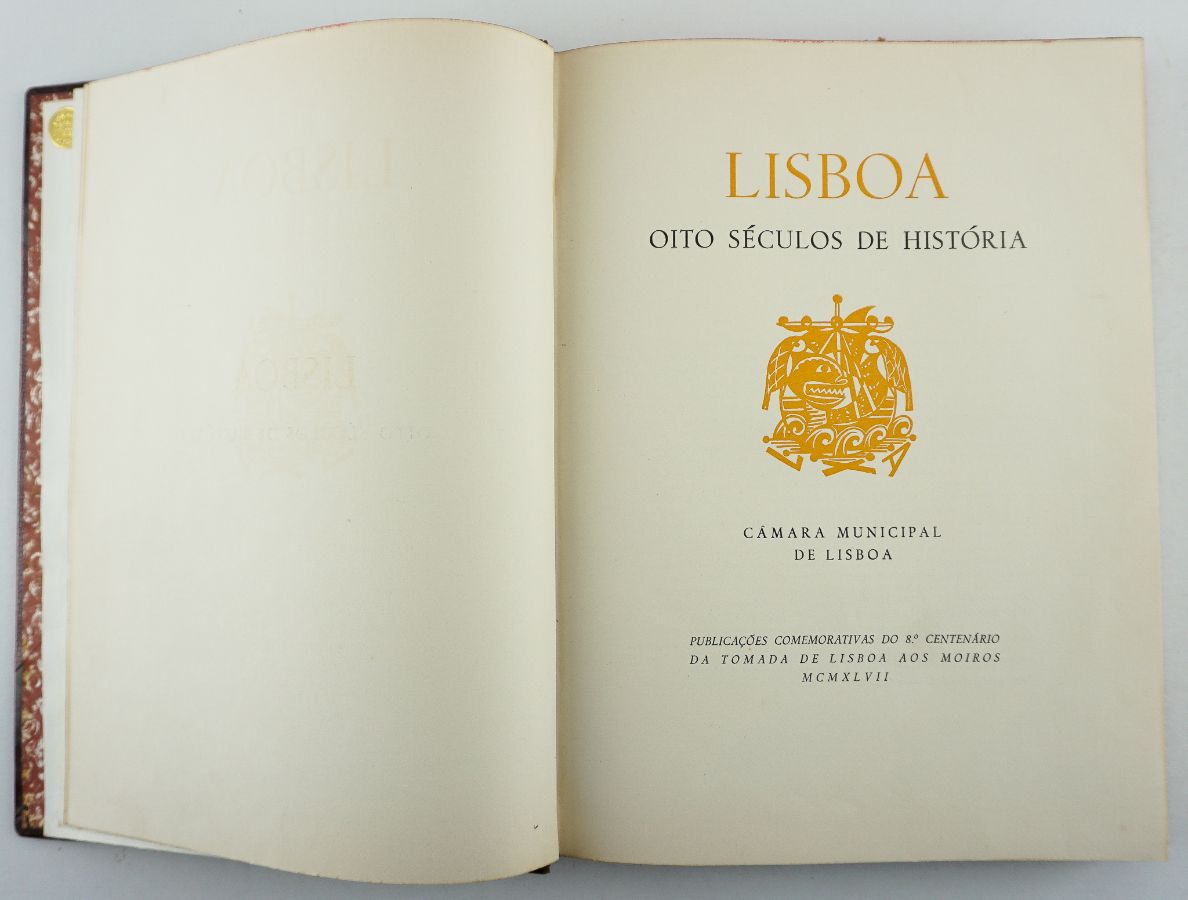 LISBOA
OITO SÉCULOS DE HISTÓRIA
LXA
CÂMARA MUNICIPAL
DE LISBOA
PUBLICAÇÕES COMEMORATIVAS DO 8.º CENTENÁRIO
DA TOMADA DE LISBOA AOS MOIROS
MCMXLVII